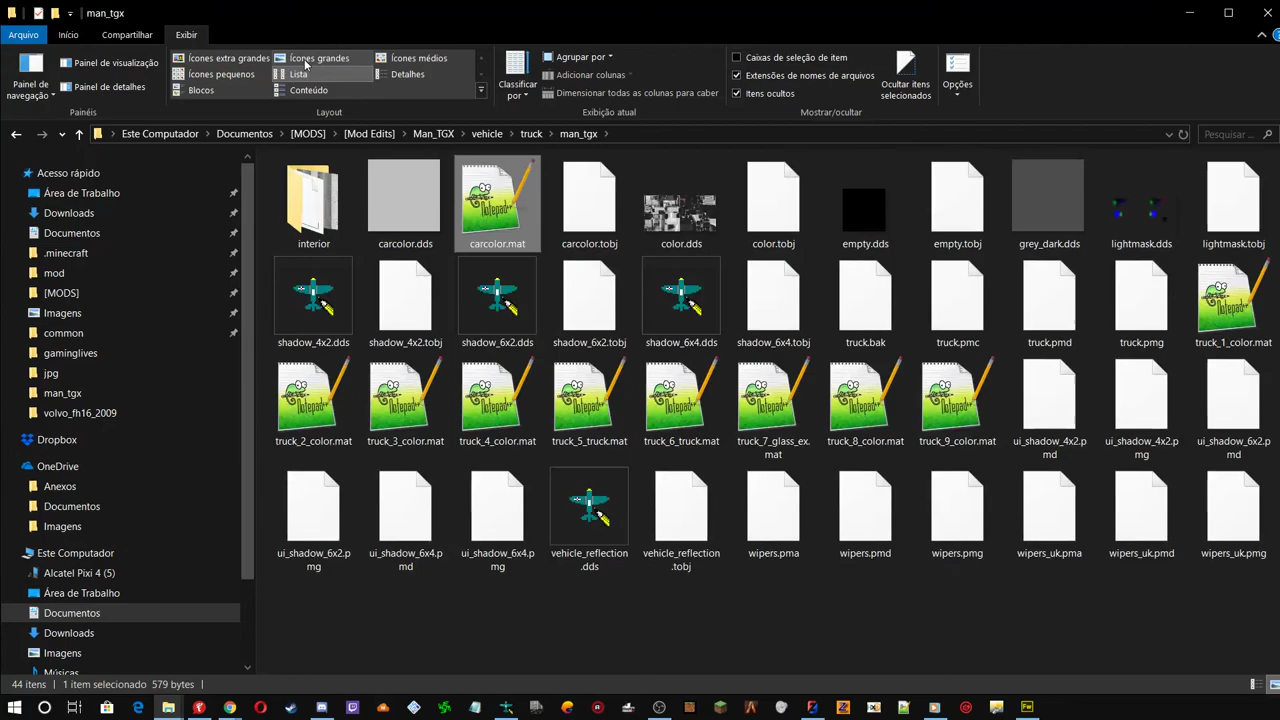 man_tgx
Arquivo Início Compartilhar Exibir
Painel de navegação
Painel de visualização
Painel de detalhes
Painéis
Ícones extra grandes Ícones grandes Ícones médios
Ícones pequenos Lista Detalhes
Blocos Conteúdo
Layout
Classificar por
Agrupar por
Adicionar colunas
Dimensionar todas as colunas para caber
Exibição atual
Caixas de seleção de item
Extensões de nomes de arquivos
Itens ocultos
Ocultar itens selecionados
Mostrar/ocultar
Opções
Este Computador > Documentos > [MODS] > [Mod Edits] > Man_TGX > vehicle > truck > man_tgx >
Pesquisar ...
Acesso rápido
Área de Trabalho
Downloads
Documentos
.minecraft
mod
[MODS]
Imagens
common
gaminglives
jpg
man_tgx
volvo_fh16_2009
Dropbox
OneDrive
Anexos
Documentos
Imagens
Este Computador
Alcatel Pixi 4 (5)
Área de Trabalho
Documentos
Downloads
Imagens
Músicas
interior carcolor.dds carcolor.mat carcolor.tobj color.dds color.tobj empty.dds empty.tobj grey_dark.dds lightmask.dds lightmask.tobj
Notepad++
shadow_4x2.dds shadow_4x2.tobj shadow_6x2.dds shadow_6x2.tobj shadow_6x4.dds shadow_6x4.tobj truck.bak truck.pmc truck.pmd truck.pmg truck_1_color.mat
truck_2_color.mat truck_3_color.mat truck_4_color.mat truck_5_truck.mat truck_6_truck.mat truck_7_glass_ex.mat truck_8_color.mat truck_9_color.mat ui_shadow_4x2.pmd ui_shadow_4x2.pmg ui_shadow_6x2.pmd
ui_shadow_6x2.pmg ui_shadow_6x4.pmd ui_shadow_6x4.pmg vehicle_reflection.dds vehicle_reflection.tobj wipers.pma wipers.pmd wipers.pmg wipers_uk.pma wipers_uk.pmd wipers_uk.pmg
44 itens 1 item selecionado 579 bytes